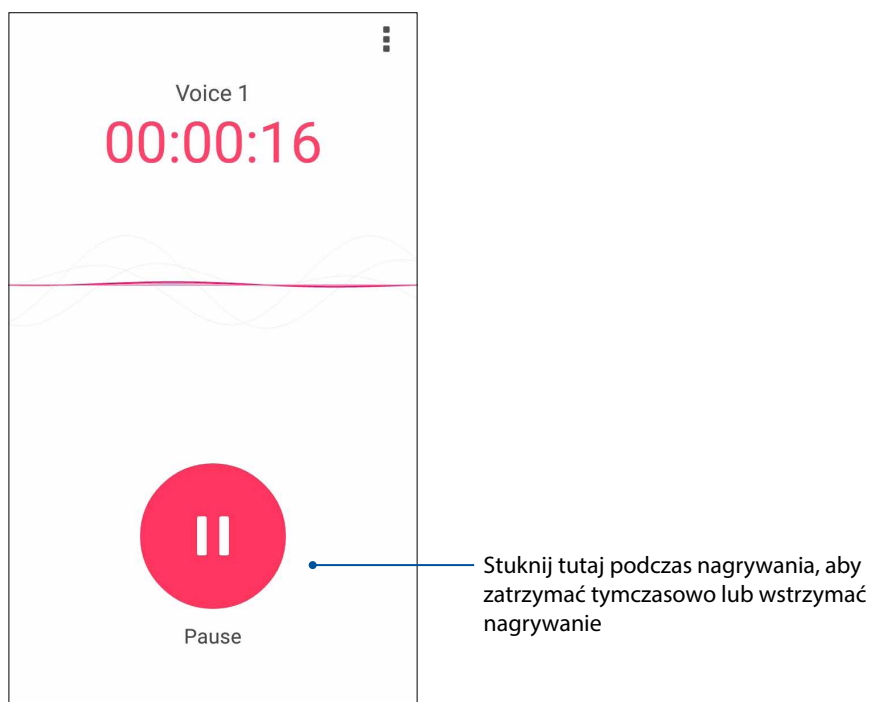 Voice 1
00:00:16
Stuknij tutaj podczas nagrywania, aby
zatrzymać tymczasowo lub wstrzymać
nagrywanie
Pause